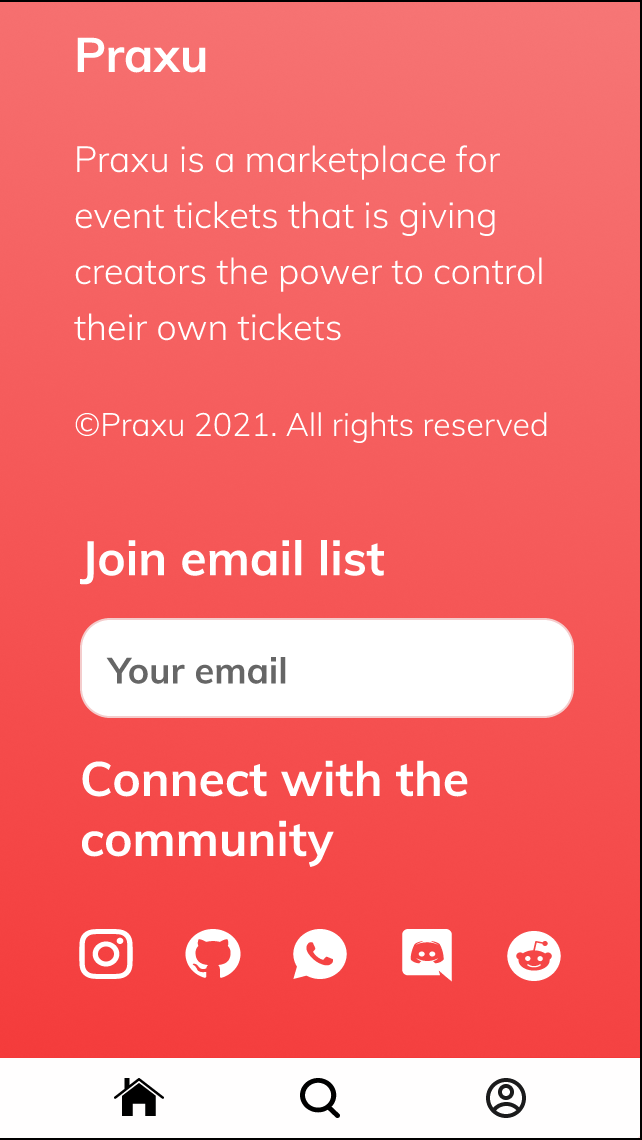 Praxu
Praxu is a marketplace for
event tickets that is giving
creators the power to control
their own tickets
©Praxu 2021. All rights reserved
Join email list
Your email
Connect with the
community